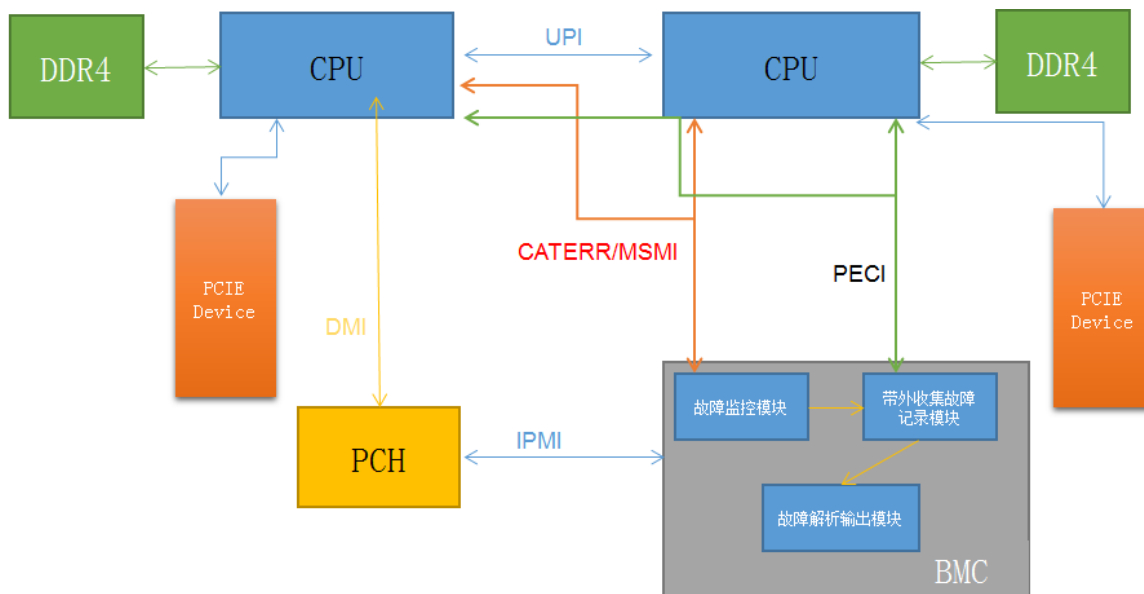 UPI
DDR4
CPU
CPU
DDR4
CATERR/MSMI
PECI
PCIE
Device
PCIE
Device
DMI
故障监控模块
带外收集故障
记录模块
IPMI
PCH
故障解析输出模块
BMC